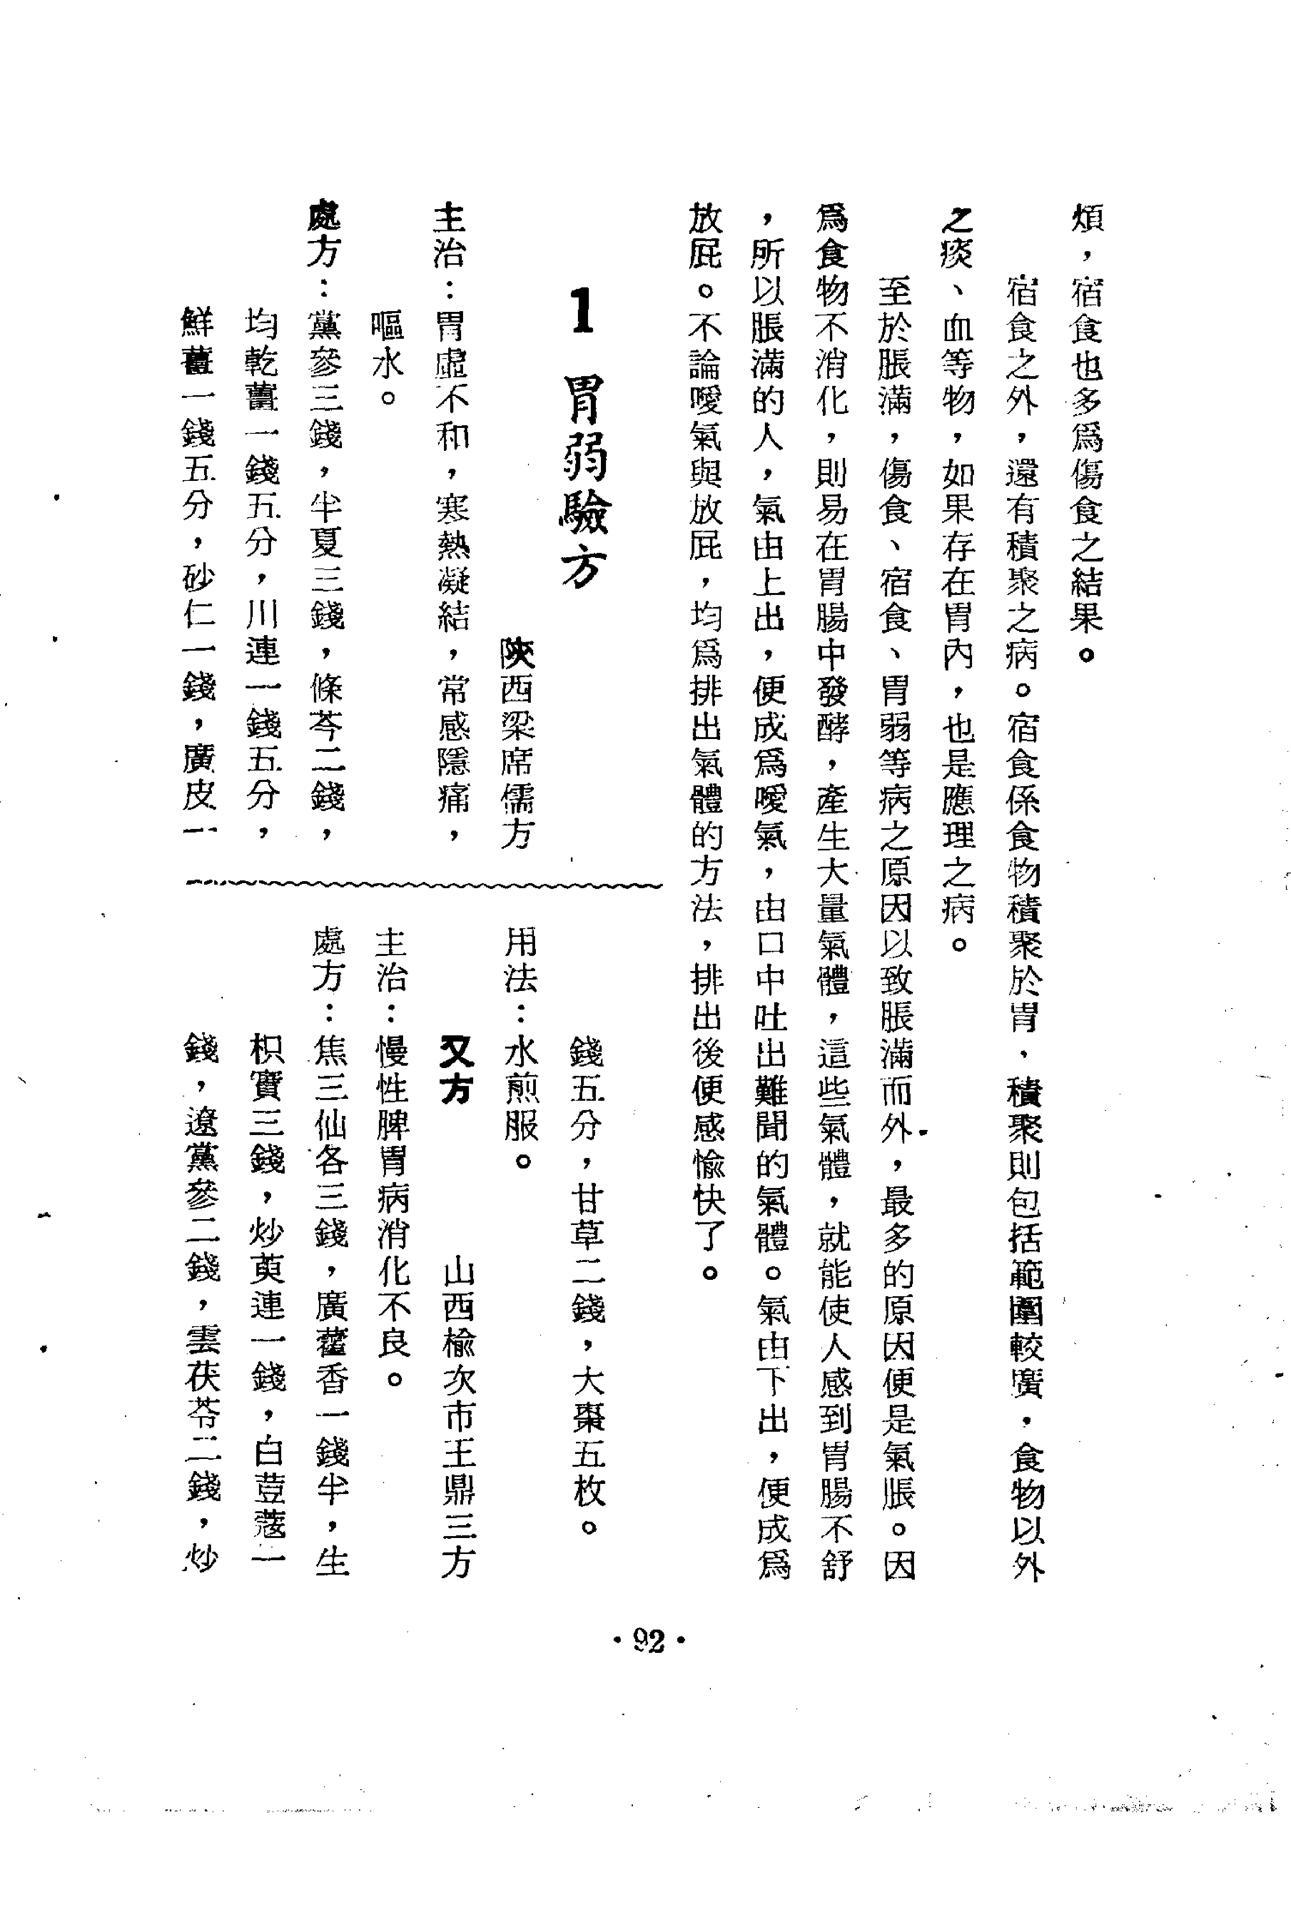 煩，宿食也多爲傷食之結果。
宿食之外，還有積聚之病。宿食係食物積聚於胃，積聚則包括範圍較廣，食物以外
之痰、血等物，如果存在胃內，也是應理之病。
至於脹滿，傷食、宿食、胃弱等病之原因以致脹滿而外，最多的原因便是氣脹。因
爲食物不消化，則易在胃腸中發酵，產生大量氣體，這些氣體，就能使人感到胃腸不舒
，所以脹滿的人，氣由上出，便成爲噯氣，由口中吐出難聞的氣體。氣由下出，便成爲
放屁。不論噯氣與放屁，均爲排出氣體的方法，排出後便感愉快了。
1 胃弱驗方
陝西梁席儒方
主治：胃虛不和，寒熱凝結，常感隱痛，
嘔水。
處方：黨參三錢，半夏三錢，條芩二錢，
均乾薑一錢五分，川連一錢五分，
鮮薑一錢五分，砂仁一錢，廣皮一
錢五分，甘草二錢，大棗五枚。
用法：水煎服。
又方 山西榆次市王鼎三方
主治：慢性脾胃病消化不良。
處方：焦三仙各三錢，廣藿香一錢半，生
枳實三錢，炒萸連一錢，白荳蔻一
錢，遼黨參二錢，雲茯苓二錢，炒
·92·